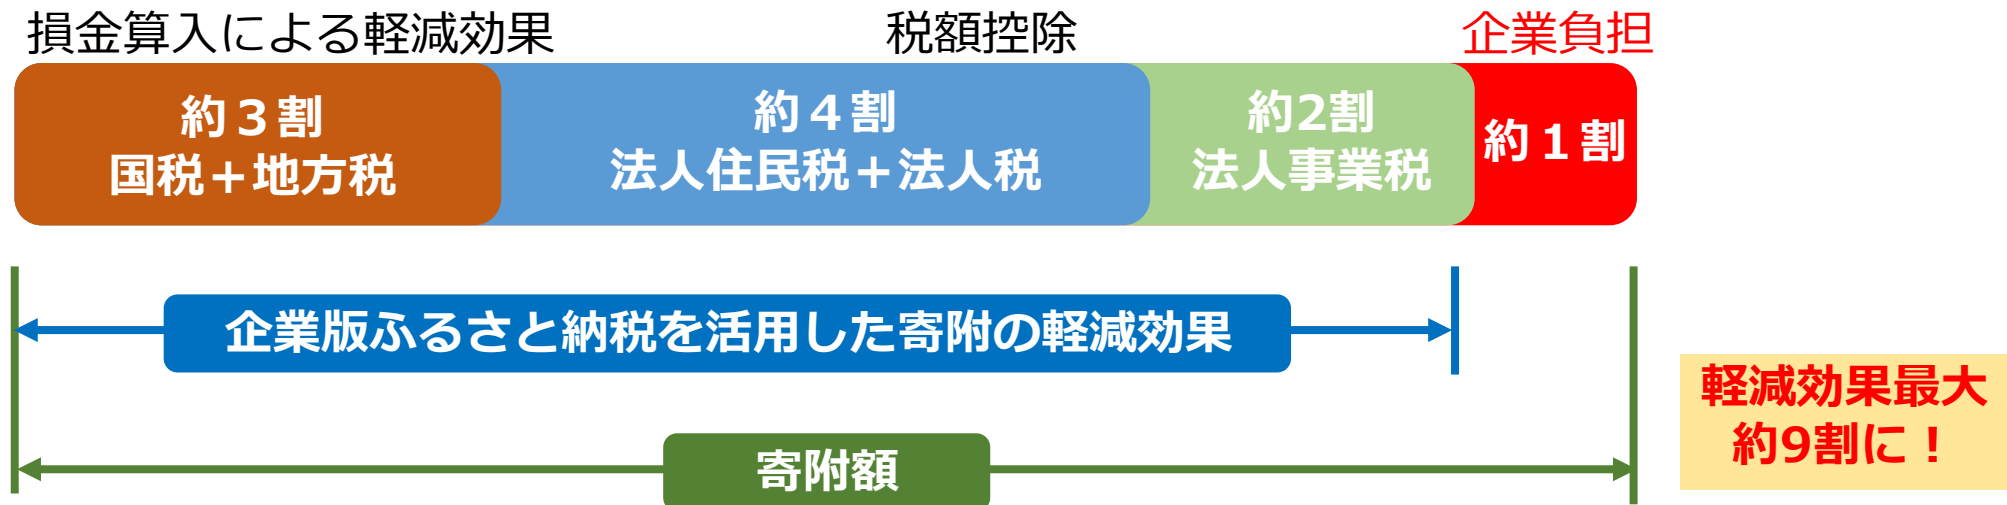 損金算入による軽減効果
税額控除
企業負担
約３割
国税＋地方税
約４割
法人住民税＋法人税
約2割
法人事業税
約１割
企業版ふるさと納税を活用した寄附の軽減効果
寄附額
軽減効果最大
約9割に！